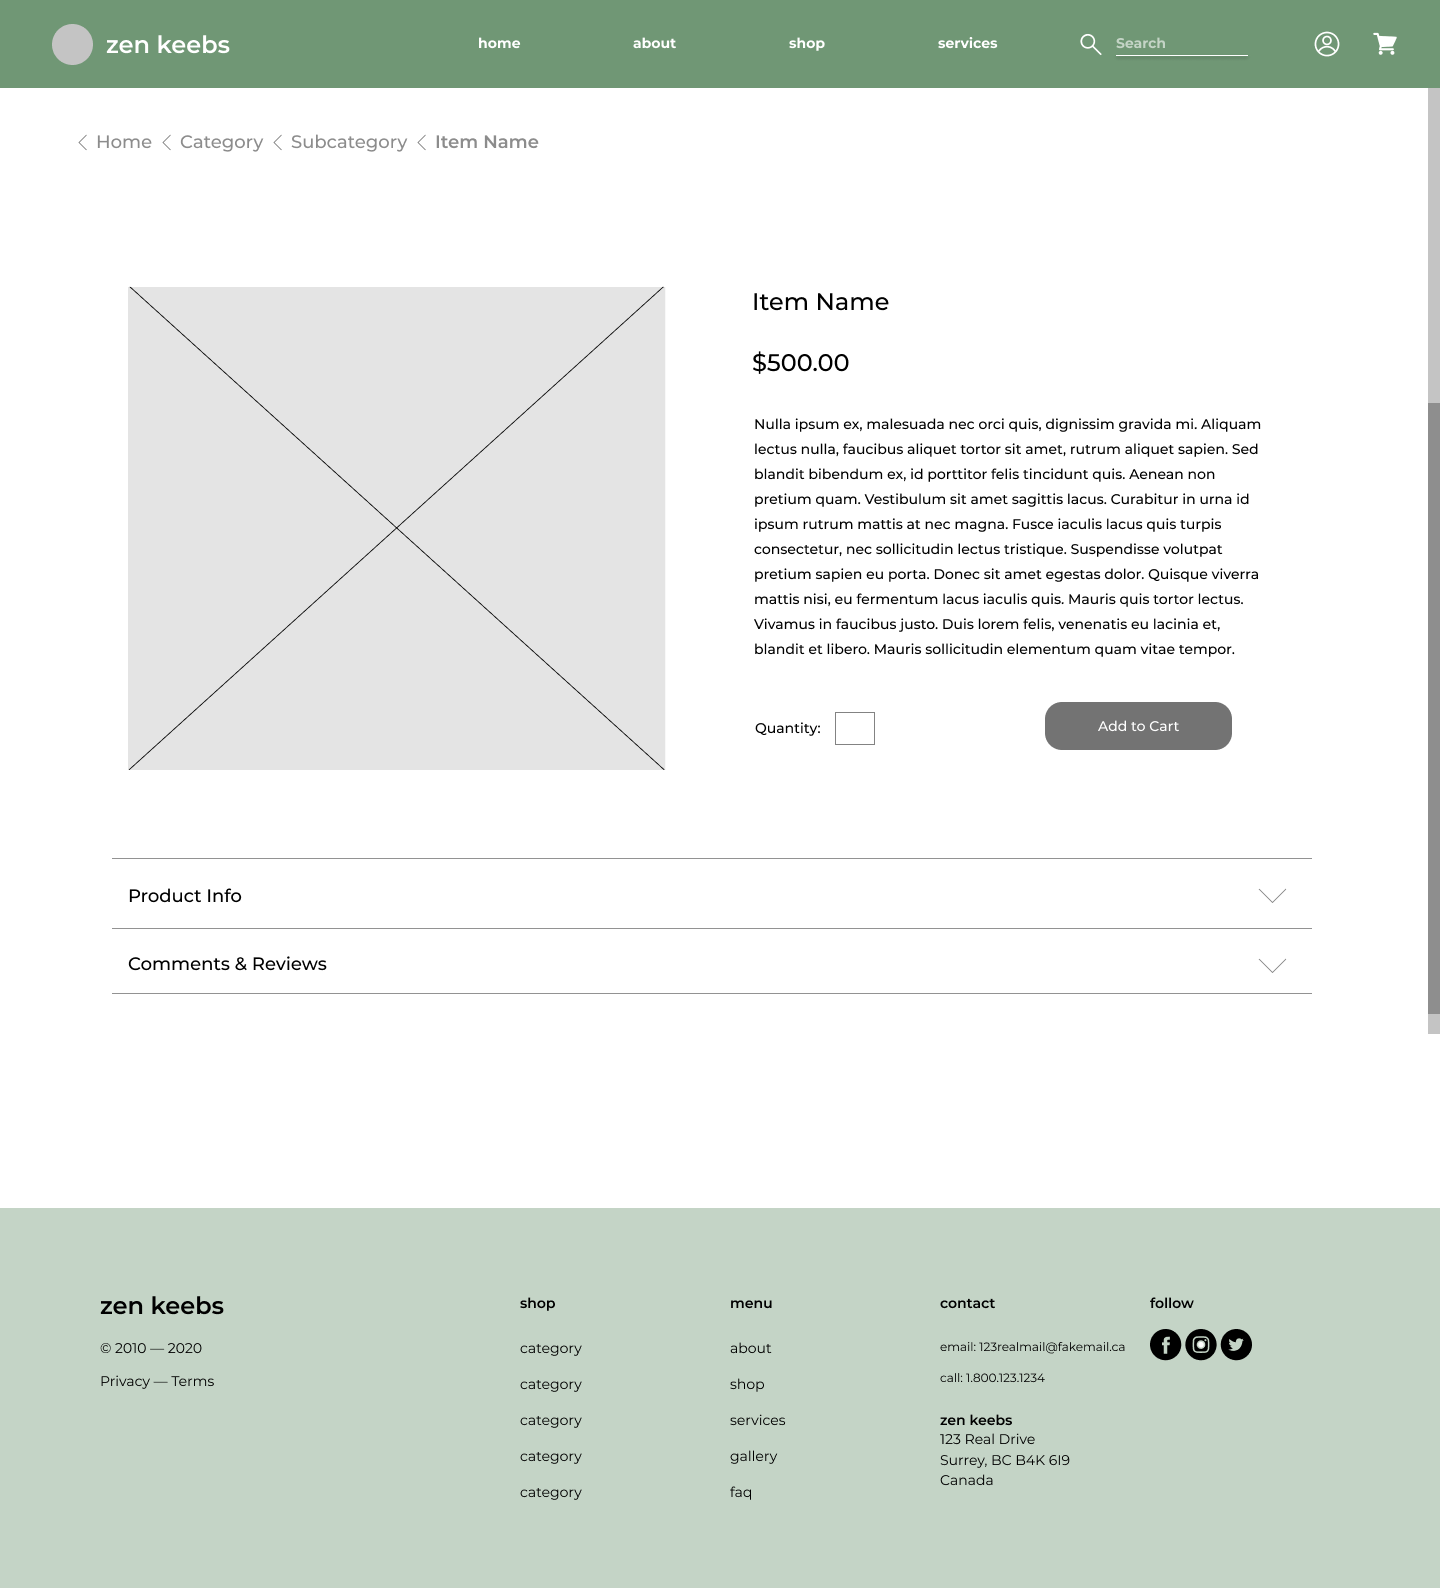 zen keebs
home
about
shop
services
Search
Home
Category
Subcategory
Item Name
Item Name
$500.00
Nulla ipsum ex, malesuada nec orci quis, dignissim gravida mi. Aliquam
lectus nulla, faucibus aliquet tortor sit amet, rutrum aliquet sapien. Sed
blandit bibendum ex, id porttitor felis tincidunt quis. Aenean non
pretium quam. Vestibulum sit amet sagittis lacus. Curabitur in urna id
ipsum rutrum mattis at nec magna. Fusce iaculis lacus quis turpis
consectetur, nec sollicitudin lectus tristique. Suspendisse volutpat
pretium sapien eu porta. Donec sit amet egestas dolor. Quisque viverra
mattis nisi, eu fermentum lacus iaculis quis. Mauris quis tortor lectus.
Vivamus in faucibus justo. Duis lorem felis, venenatis eu lacinia et,
blandit et libero. Mauris sollicitudin elementum quam vitae tempor.
Quantity:
Add to Cart
Product Info
Comments & Reviews
zen keebs
© 2010 — 2020
Privacy — Terms
shop
category
category
category
category
category
menu
about
shop
services
gallery
faq
contact
email: 123realmail@fakemail.ca
call: 1.800.123.1234
zen keebs
123 Real Drive
Surrey, BC B4K 6I9
Canada
follow